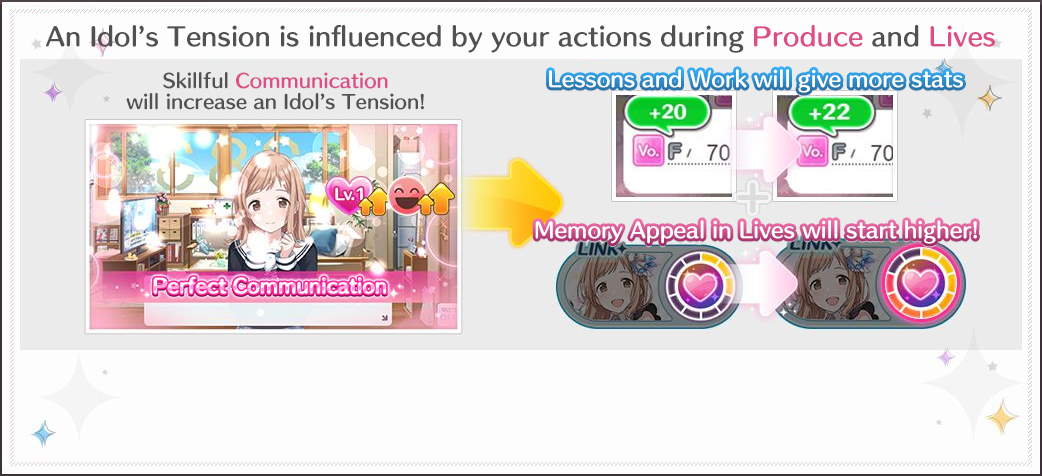 An Idol's Tension is influenced by your actions during Produce and Lives
Skillful Communication
will increase an Idol's Tension!
Lv.1
Perfect Communication
Lessons and Work will give more stats
+20
Vo. F / 70
+22
Vo. F / 70
+
Memory Appeal in Lives will start higher!
LINK
LINK